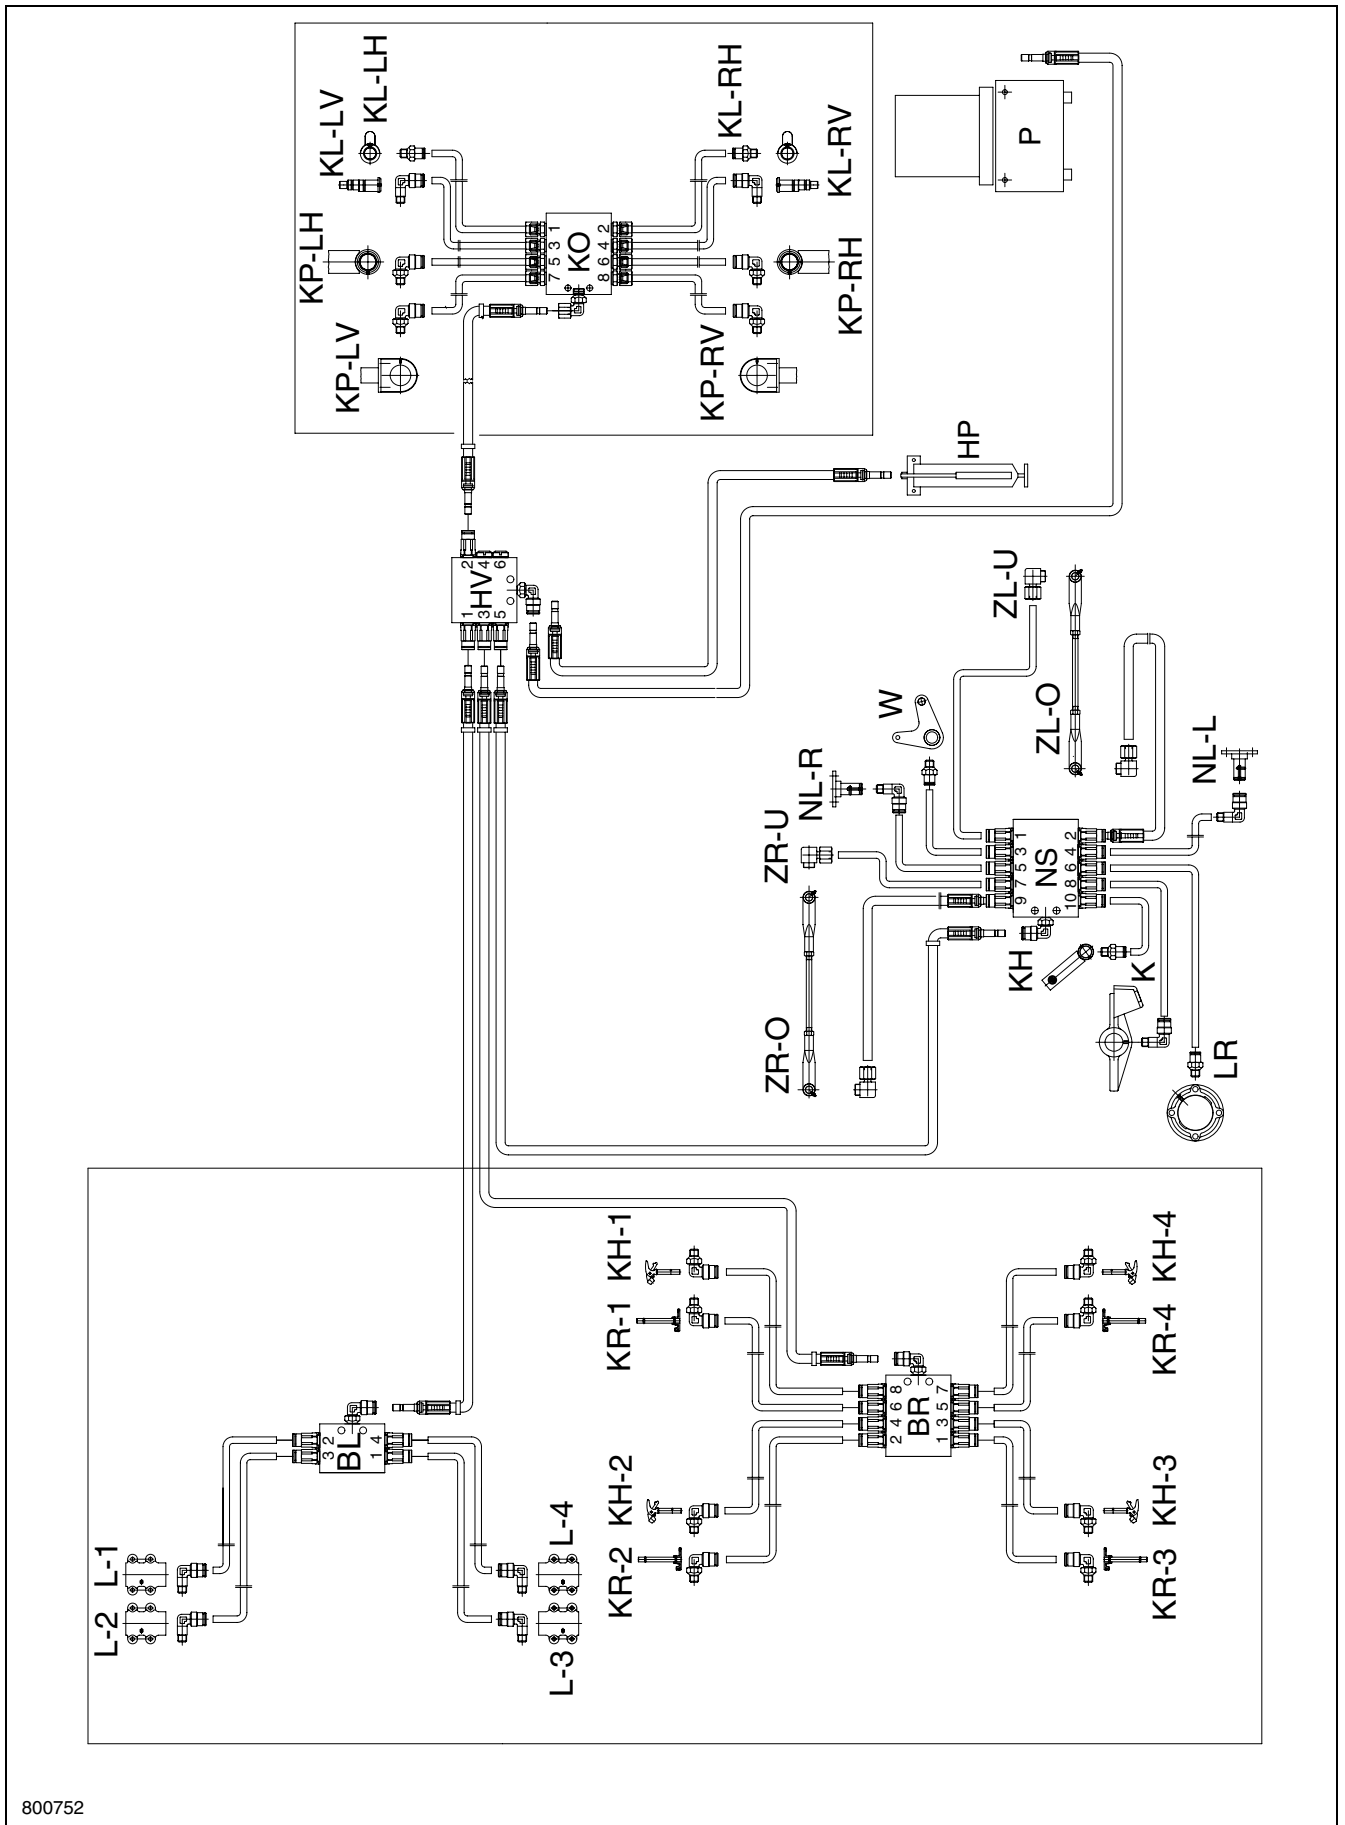 KL-LV
KL-LH
KP-LH
KP-LV
1
3
5
7
KO
2
4
6
8
KL-RH
KL-RV
KP-RH
KP-RV
P
HP
HV
1
3
5
2
4
6
ZL-U
ZL-O
W
NL-R
NL-L
ZR-U
ZR-O
NS
1
3
5
7
9
2
4
6
8
10
KH
K
LR
BL
3
2
1
4
L-1
L-2
L-4
L-3
KH-1
KR-1
KH-2
KR-2
BR
2
4
6
8
1
3
5
7
KH-4
KR-4
KH-3
KR-3
800752